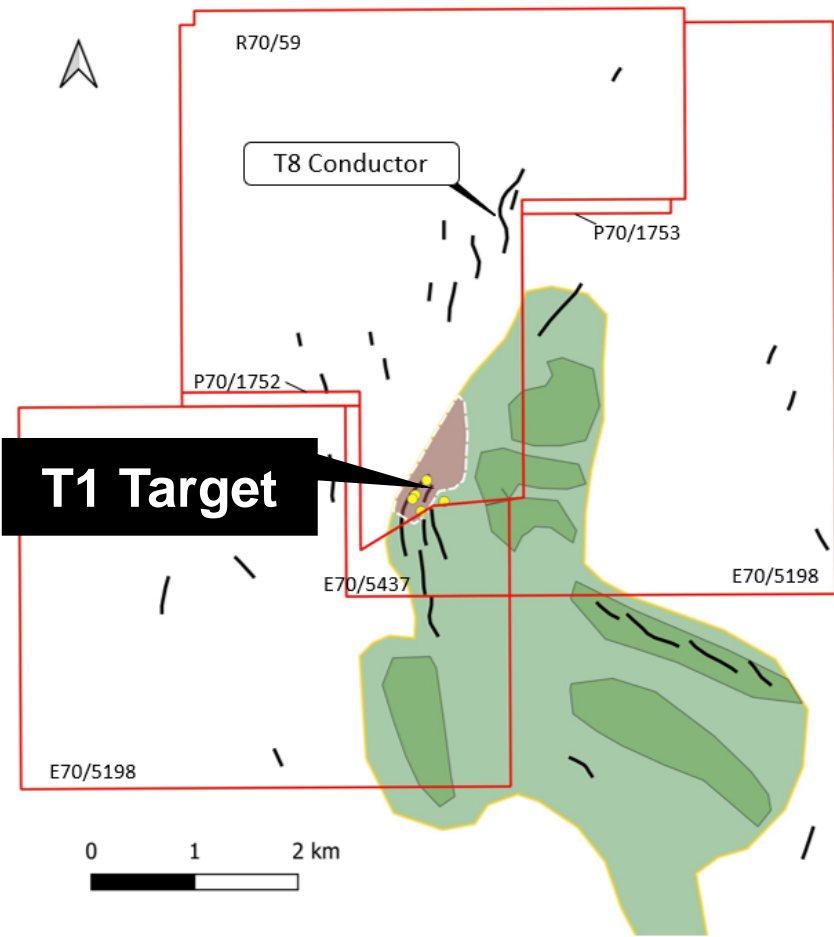 R70/59
T8 Conductor
P70/1753
P70/1752
T1 Target
E70/5437
E70/5198
E70/5198
0 1 2 km